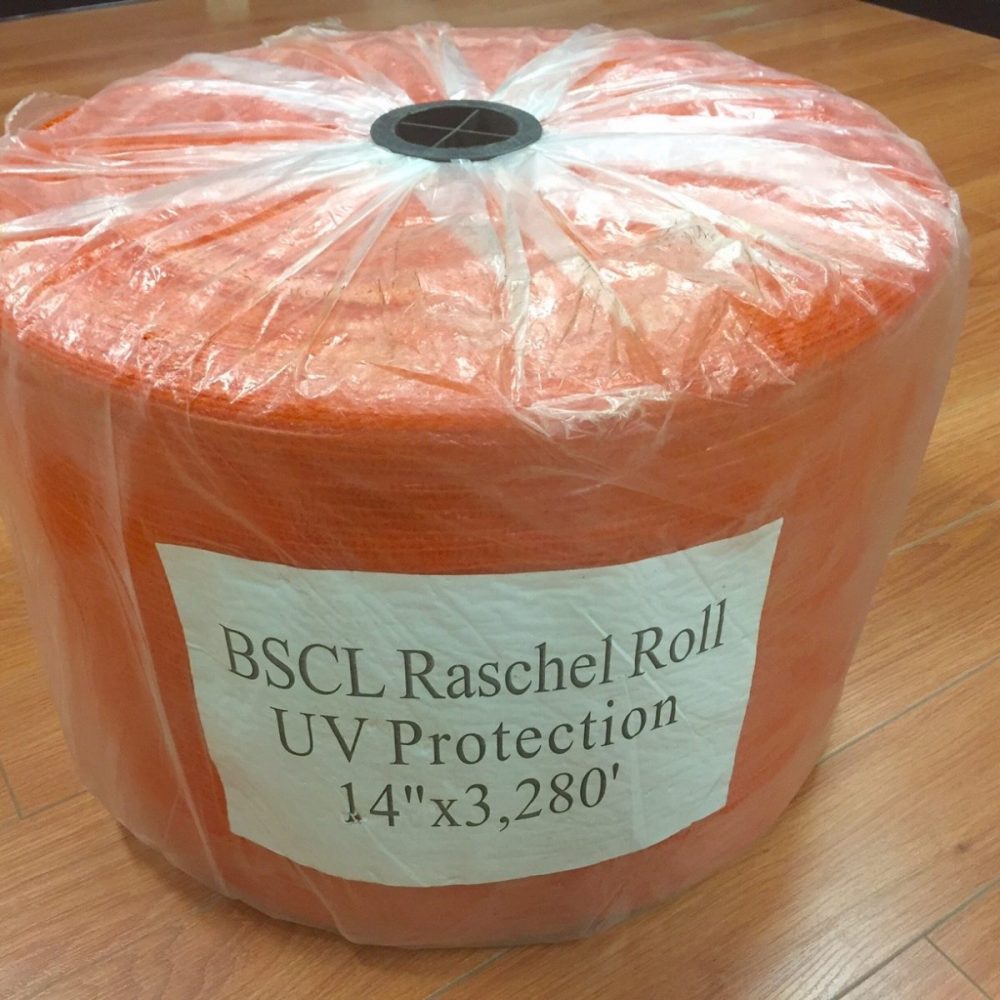 BSCL Raschel Roll
UV Protection
14"x3,280'